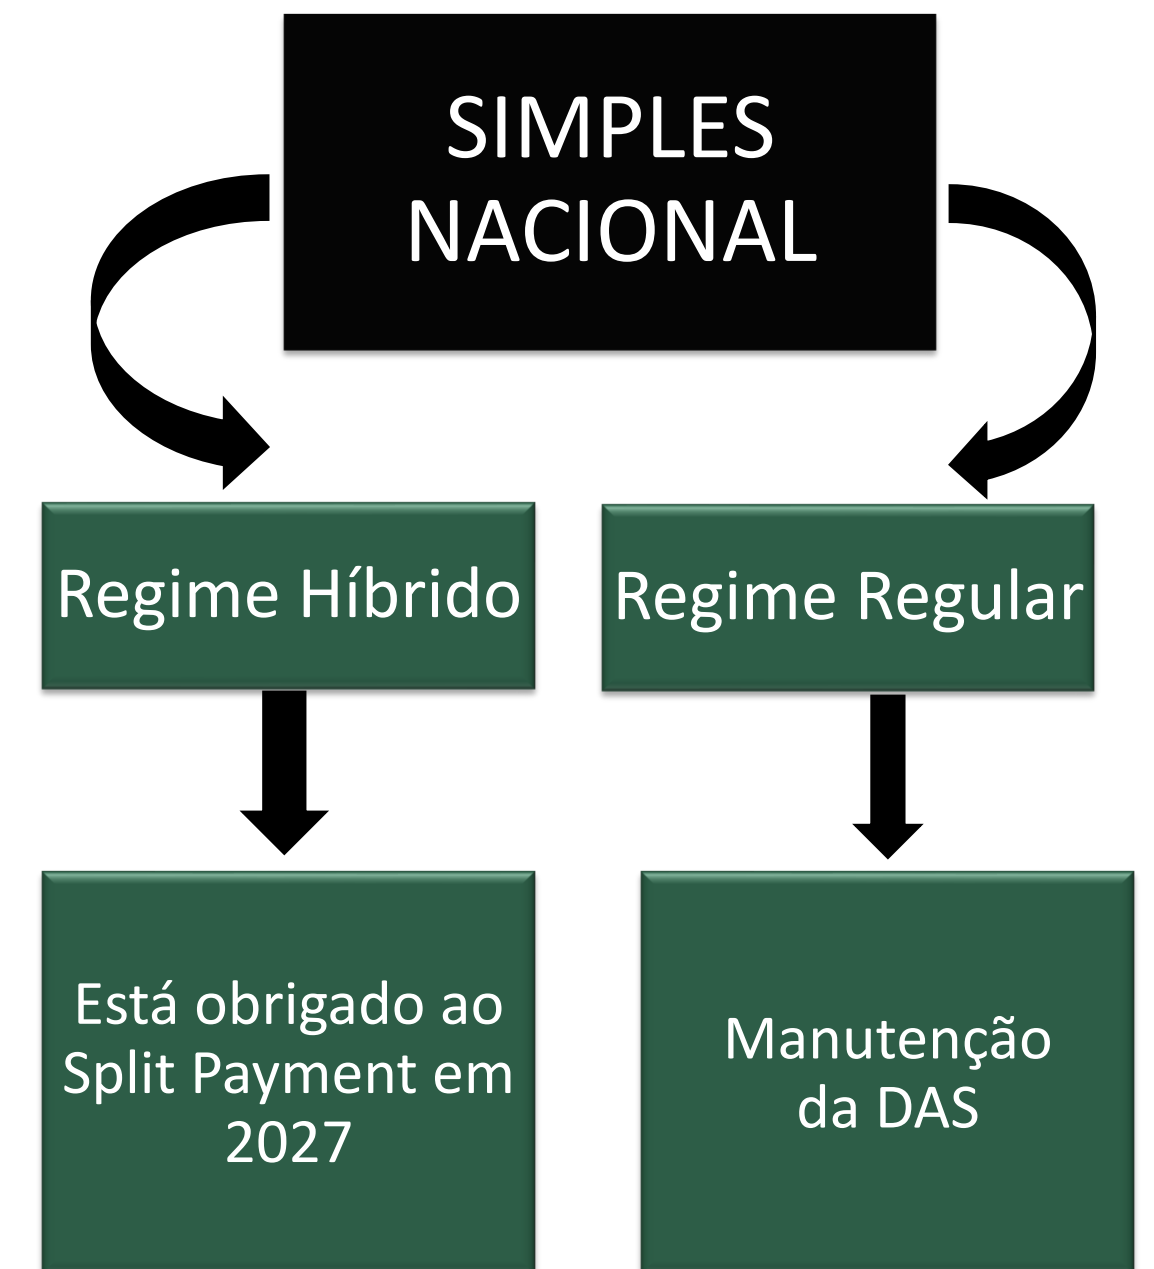 SIMPLES
NACIONAL
Regime Híbrido
Regime Regular
Está obrigado ao
Split Payment em
2027
Manutenção
da DAS